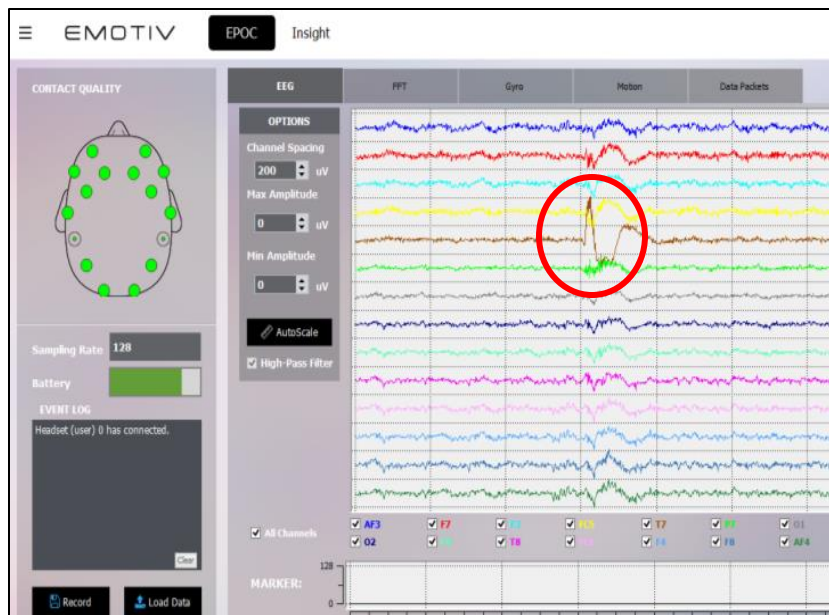 EMOTIV EPOC Insight
CONTACT QUALITY
EEG FFT Gyro Motion Data Packets
OPTIONS
Channel Spacing
200 uV
Max Amplitude
0 uV
Min Amplitude
0 uV
AutoScale
High-Pass Filter
Sampling Rate 128
Battery
EVENT LOG
Headset (user) 0 has connected.
Clear
Record Load Data
All Channels
AF3 F7 F3 FC5 T7 P7 O1
O2 T8 F4 F8 AF4
MARKER:
128
0